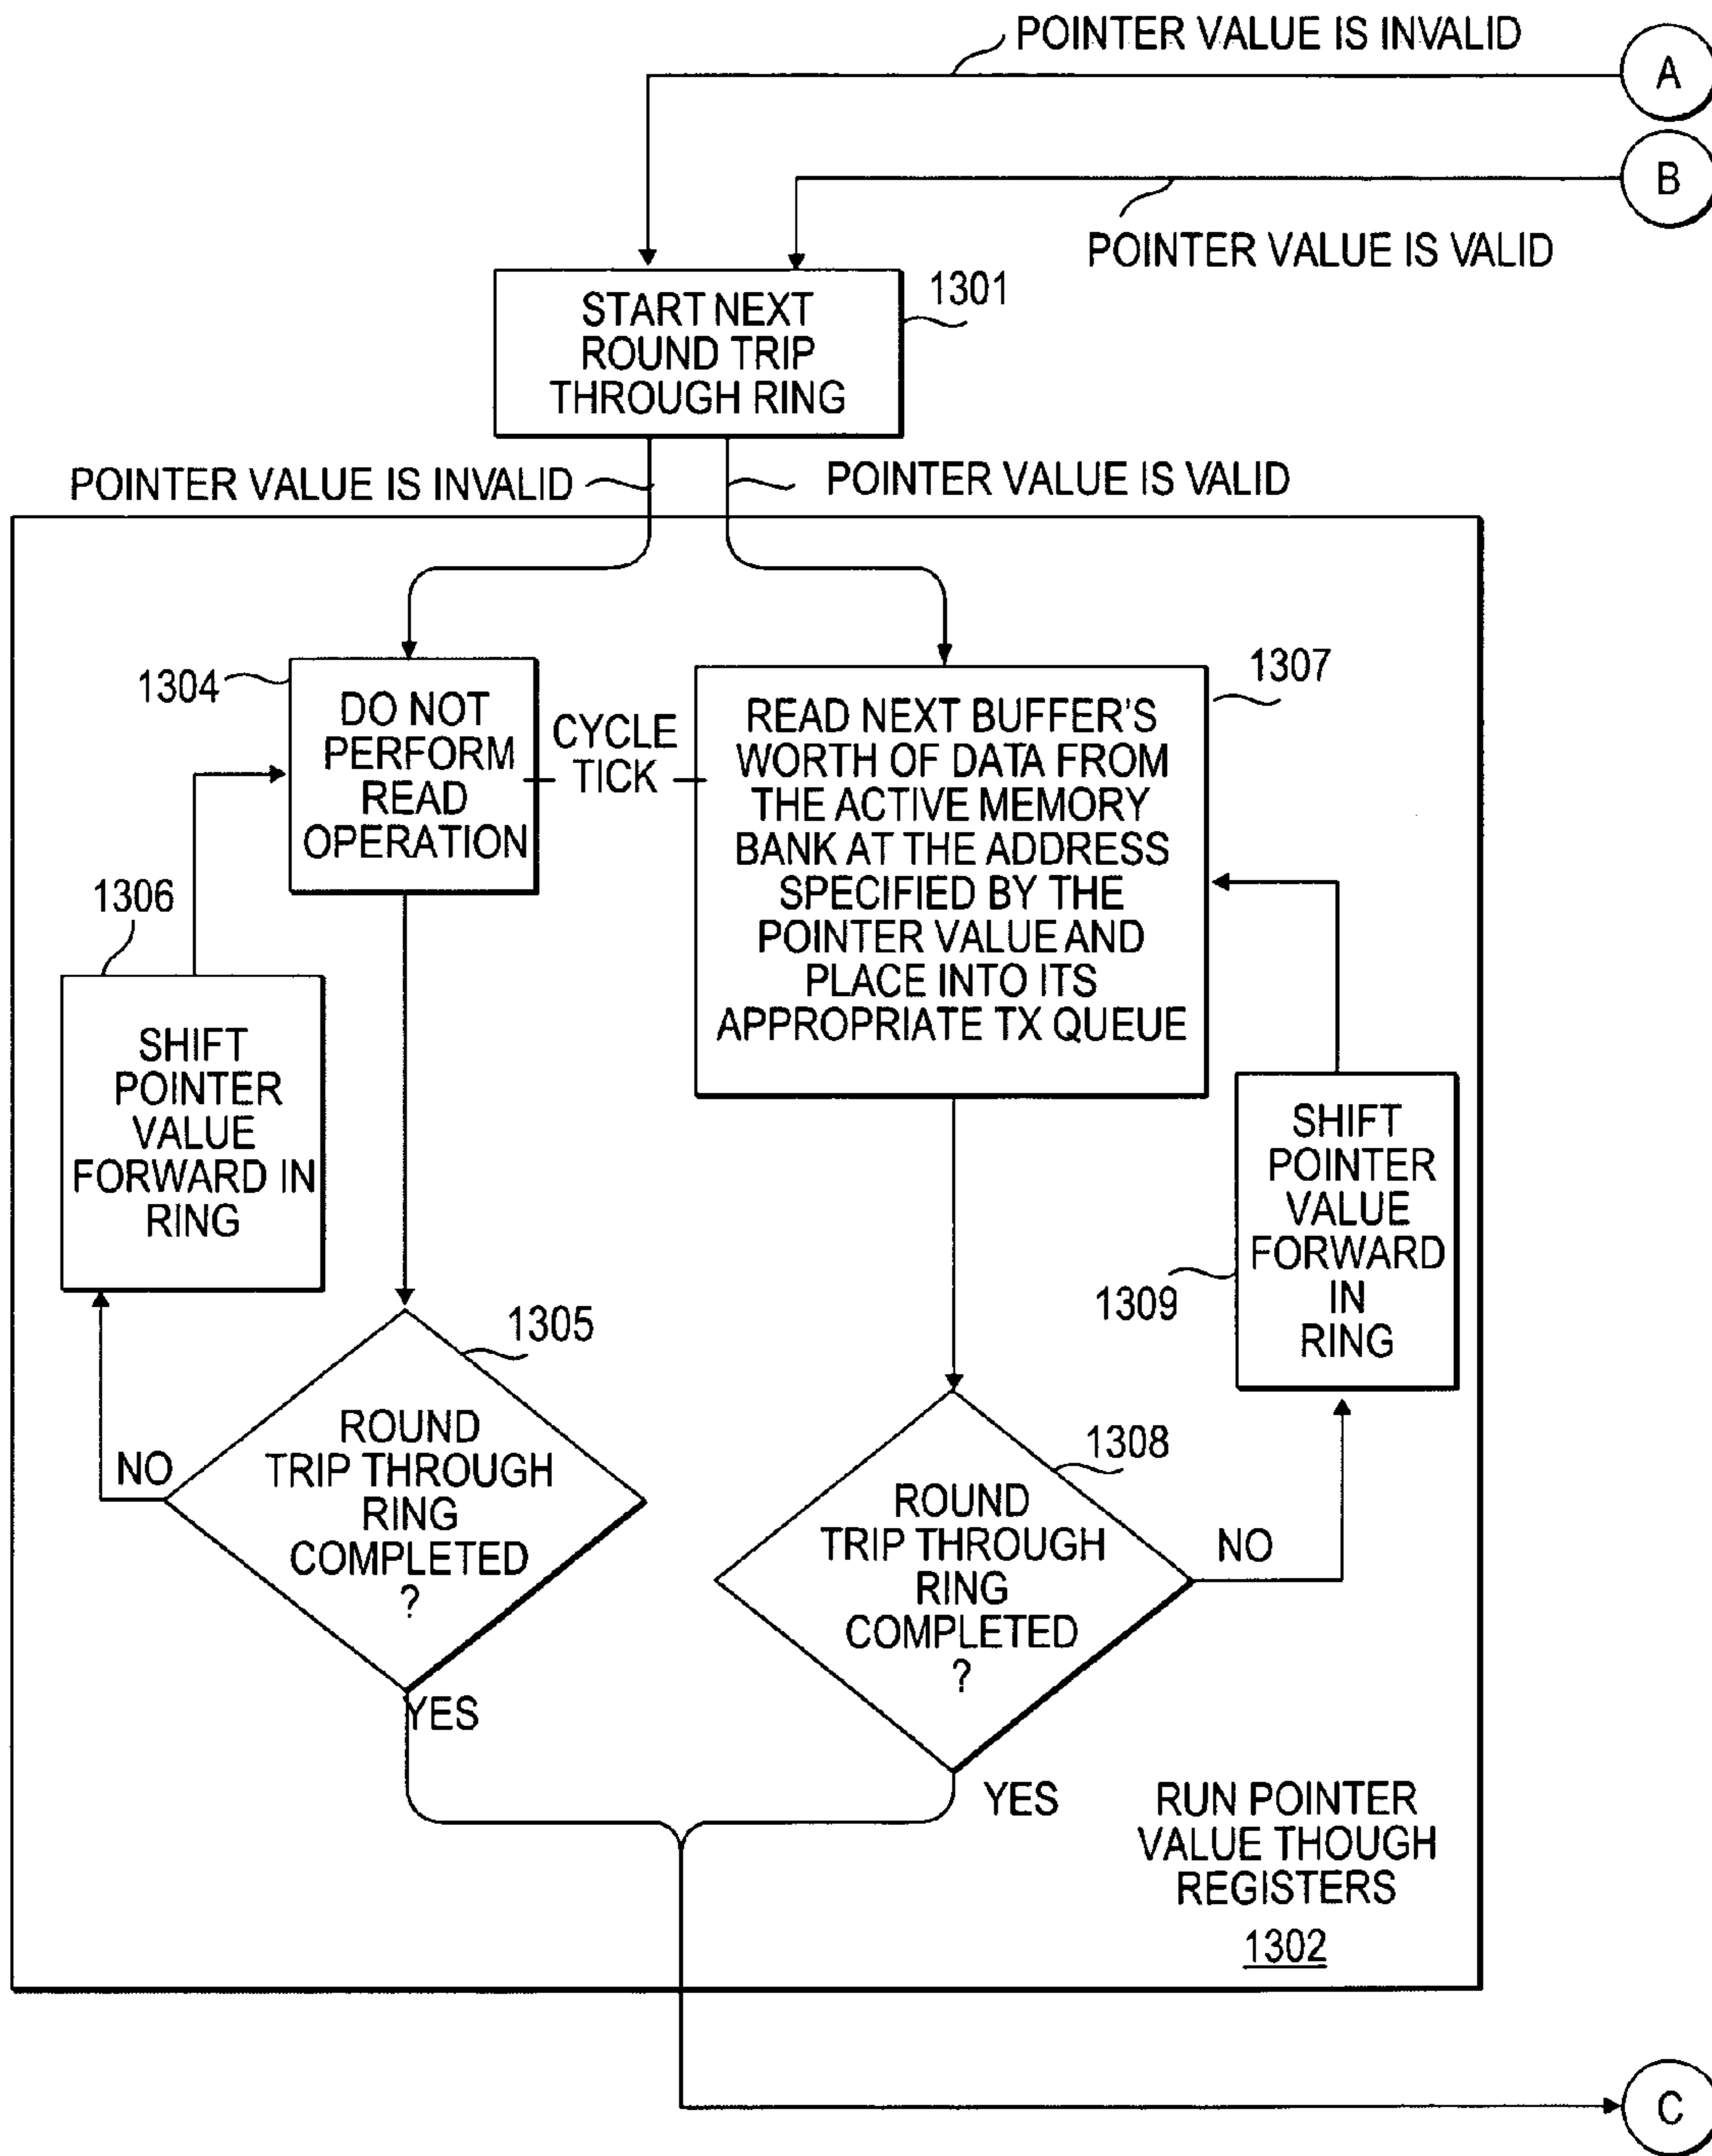 POINTER VALUE IS INVALID
A
B
POINTER VALUE IS VALID
1301
START NEXT
ROUND TRIP
THROUGH RING
POINTER VALUE IS INVALID
POINTER VALUE IS VALID
1304
DO NOT
PERFORM
READ
OPERATION
CYCLE
TICK
1307
READ NEXT BUFFER'S
WORTH OF DATA FROM
THE ACTIVE MEMORY
BANK AT THE ADDRESS
SPECIFIED BY THE
POINTER VALUE AND
PLACE INTO ITS
APPROPRIATE TX QUEUE
1306
SHIFT
POINTER
VALUE
FORWARD IN
RING
SHIFT
POINTER
VALUE
FORWARD
IN
RING
1309
1305
ROUND
TRIP THROUGH
RING
COMPLETED
?
NO
YES
1308
ROUND
TRIP THROUGH
RING
COMPLETED
?
NO
YES
RUN POINTER
VALUE THOUGH
REGISTERS
1302
C